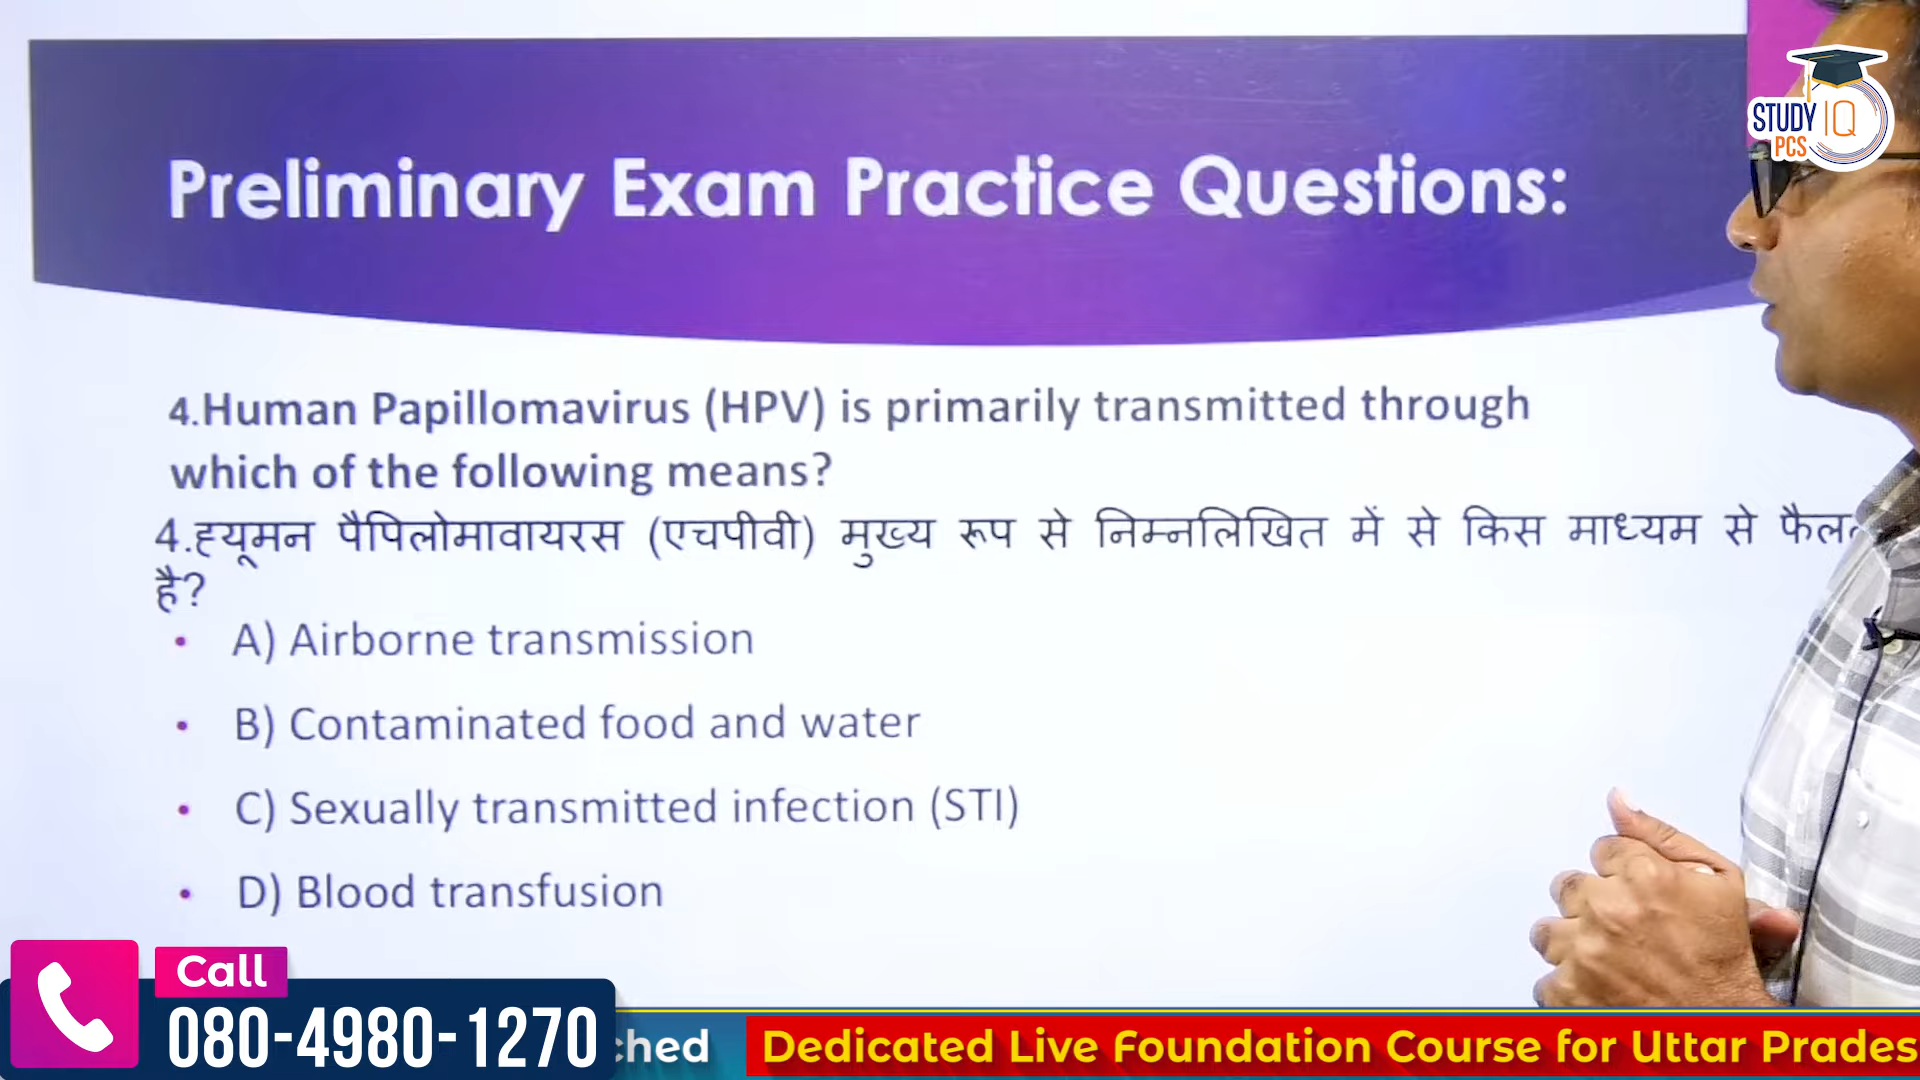 STUDY IQ
PCS
Preliminary Exam Practice Questions:
4.Human Papillomavirus (HPV) is primarily transmitted through
which of the following means?
4.ह्यूमन पैपिलोमावायरस (एचपीवी) मुख्य रूप से निम्नलिखित में से किस माध्यम से
है?
• A) Airborne transmission
• B) Contaminated food and water
• C) Sexually transmitted infection (STI)
• D) Blood transfusion
Call
080-4980-1270
ched Dedicated Live Foundation Course for Uttar Prades